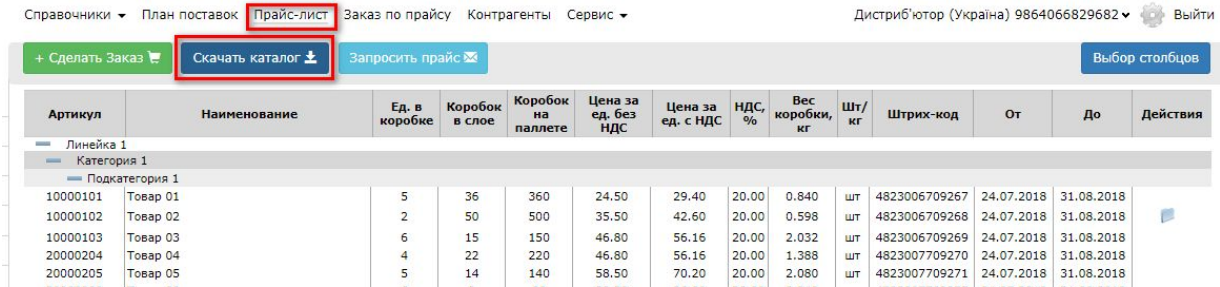 Справочники План поставок Прайс-лист Заказ по прайсу Контрагенты Сервис Дистриб'ютор (Україна) 9864066829682 Выйти
+ Сделать Заказ Скачать каталог Запросить прайс Выбор столбцов
Артикул Наименование Ед. в коробке Коробок в слое Коробок на паллете Цена за ед. без НДС Цена за ед. с НДС НДС, % Вес коробки, кг Шт/кг Штрих-код От До Действия
Линейка 1
Категория 1
Подкатегория 1
10000101 Товар 01 5 36 360 24.50 29.40 20.00 0.840 шт 4823006709267 24.07.2018 31.08.2018
10000102 Товар 02 2 50 500 35.50 42.60 20.00 0.598 шт 4823006709268 24.07.2018 31.08.2018
10000103 Товар 03 6 15 150 46.80 56.16 20.00 2.032 шт 4823006709269 24.07.2018 31.08.2018
20000204 Товар 04 4 22 220 46.80 56.16 20.00 1.388 шт 4823007709270 24.07.2018 31.08.2018
20000205 Товар 05 5 14 140 58.50 70.20 20.00 2.080 шт 4823007709271 24.07.2018 31.08.2018